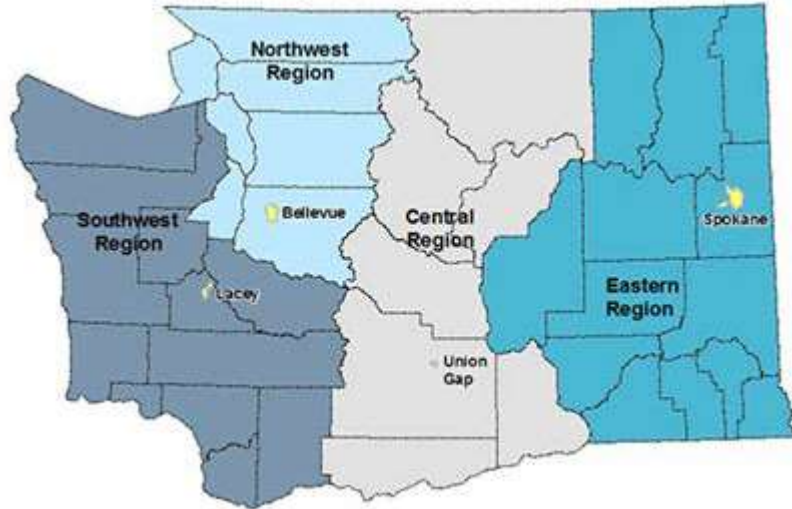 Northwest
Region
Bellevue
Southwest
Region
Central
Region
Spokane
Lacey
Eastern
Region
Union
Gap